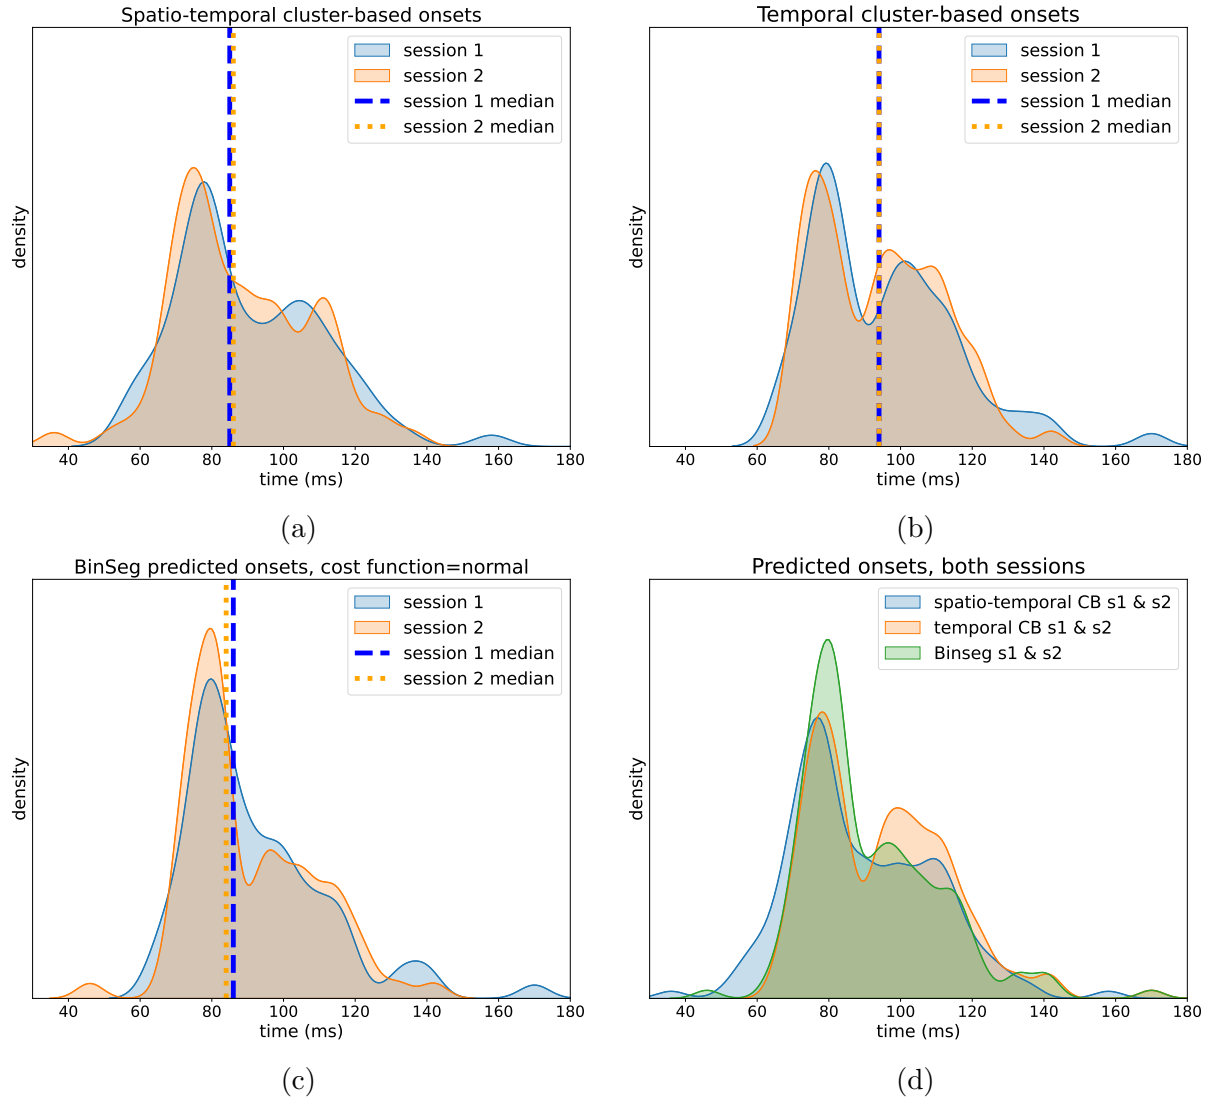 Spatio-temporal cluster-based onsets
session 1
session 2
session 1 median
session 2 median
density
40 60 80 100 120 140 160 180
time (ms)
(a)
Temporal cluster-based onsets
session 1
session 2
session 1 median
session 2 median
density
40 60 80 100 120 140 160 180
time (ms)
(b)
BinSeg predicted onsets, cost function=normal
session 1
session 2
session 1 median
session 2 median
density
40 60 80 100 120 140 160 180
time (ms)
(c)
Predicted onsets, both sessions
spatio-temporal CB s1 & s2
temporal CB s1 & s2
Binseg s1 & s2
density
40 60 80 100 120 140 160 180
time (ms)
(d)